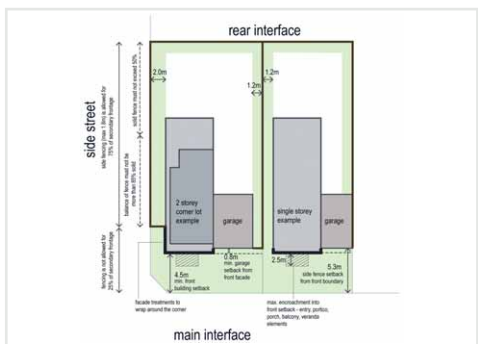 rear interface
2.0m
1.2m
1.2m
side street
side fencing (max 1.8m) is allowed for
75% of secondary frontage
solid fence must not exceed 50%
balance of fence must not be
more than 85% solid
fencing is not allowed for
25% of secondary frontage
2 storey
corner lot
example
garage
single storey
example
garage
4.5m
min. front
building setback
0.8m
min. garage
setback from
front facade
2.5m
5.3m
side fence setback
from front boundary
facade treatments to
wrap around the corner
max. encroachment into
front setback - entry, portico,
porch, balcony, veranda
elements
main interface